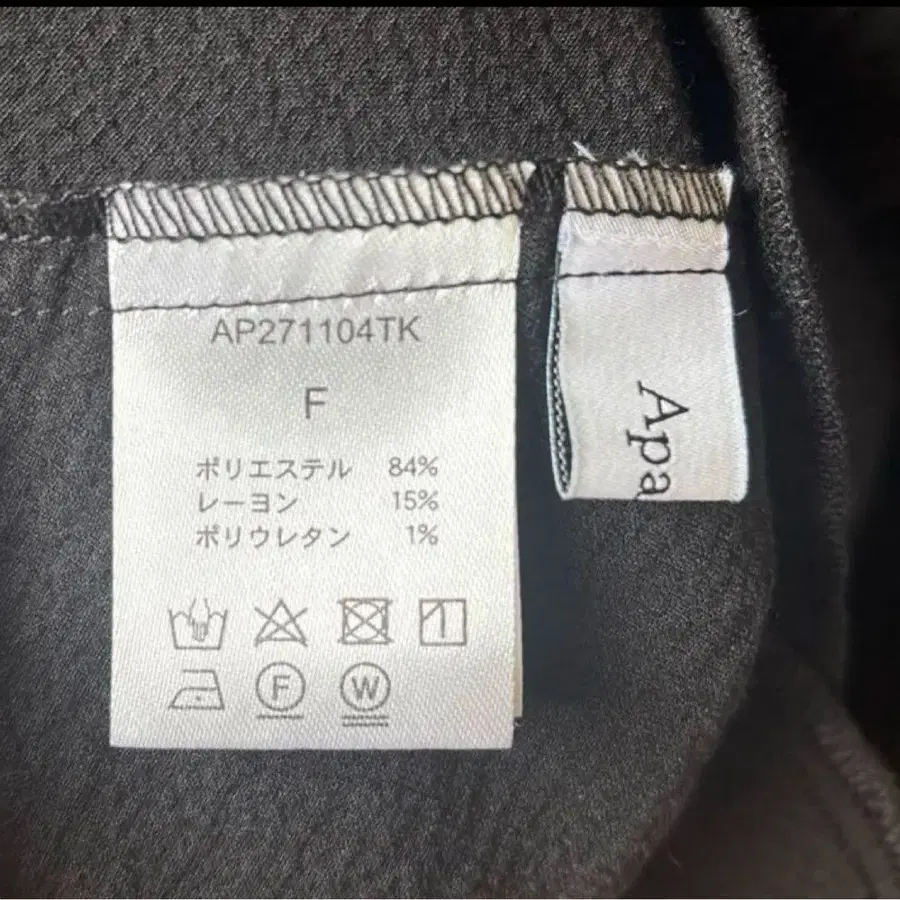 AP271104TK
F
ポリエステル 84%
レーヨン 15%
ポリウレタン 1%
F W
Apa